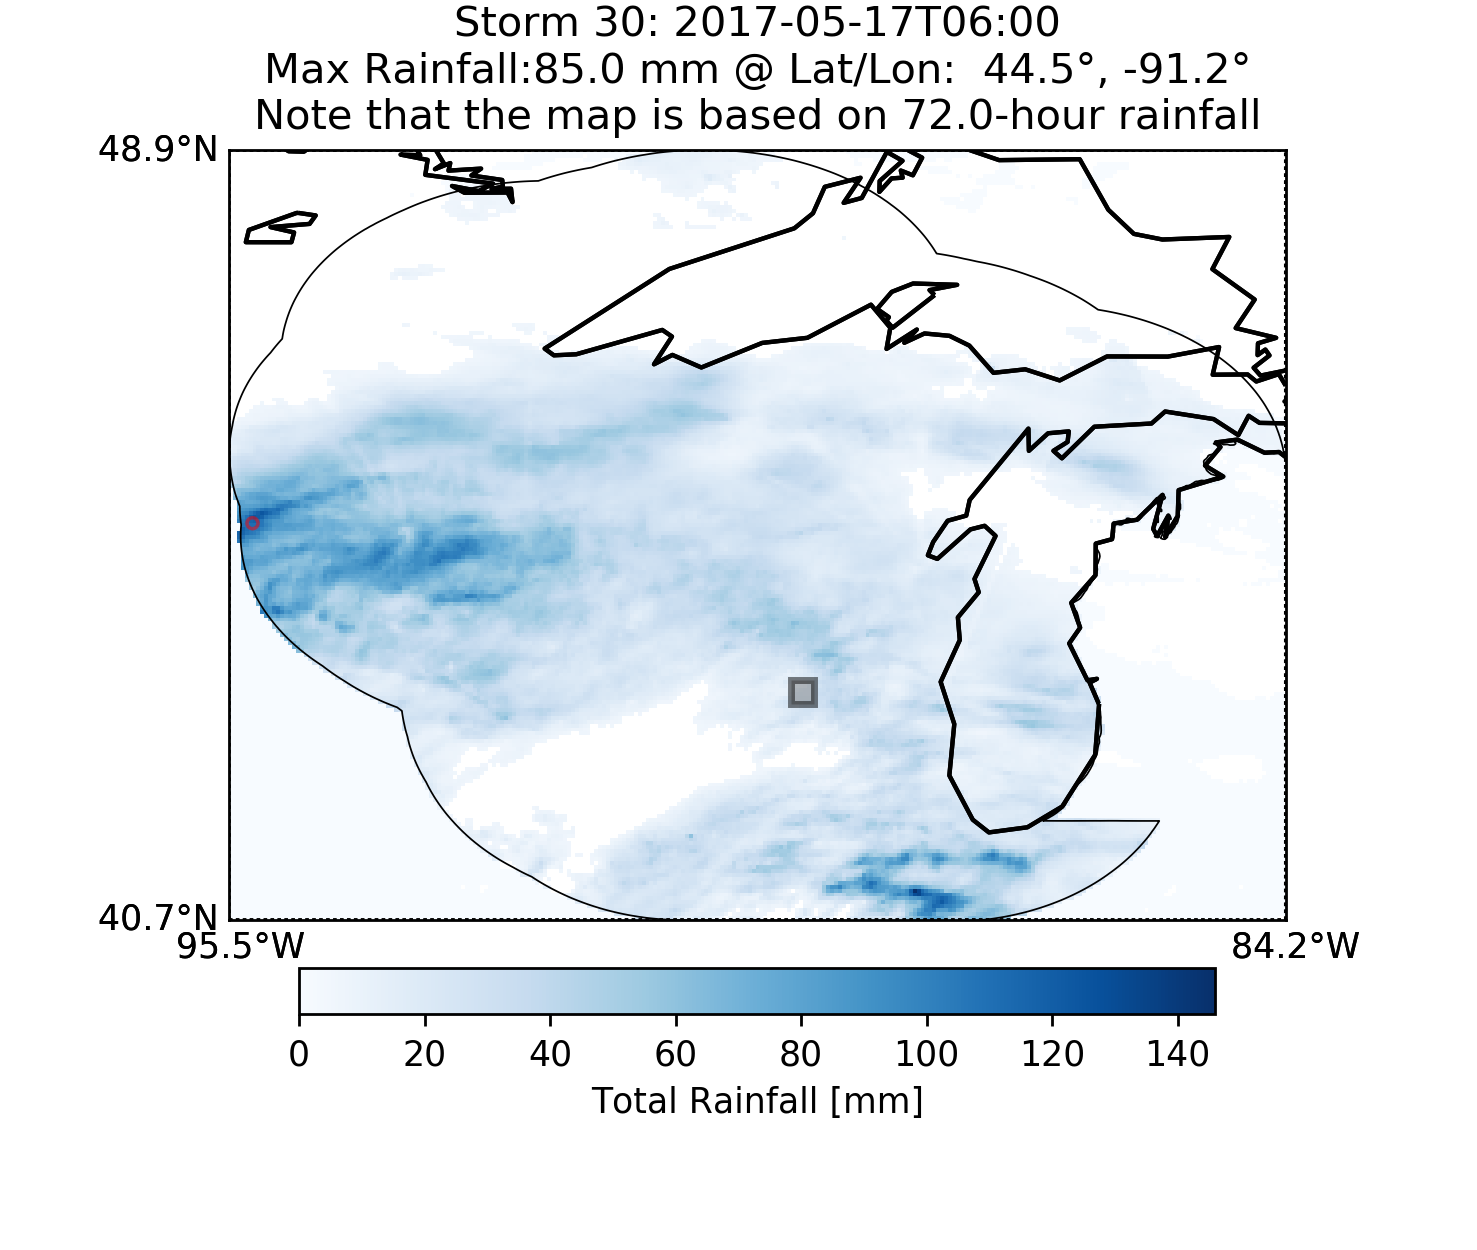 Storm 30: 2017-05-17T06:00
Max Rainfall:85.0 mm @ Lat/Lon:  44.5°, -91.2°
Note that the map is based on 72.0-hour rainfall
48.9°N
40.7°N
95.5°W 84.2°W
0 20 40 60 80 100 120 140
Total Rainfall [mm]